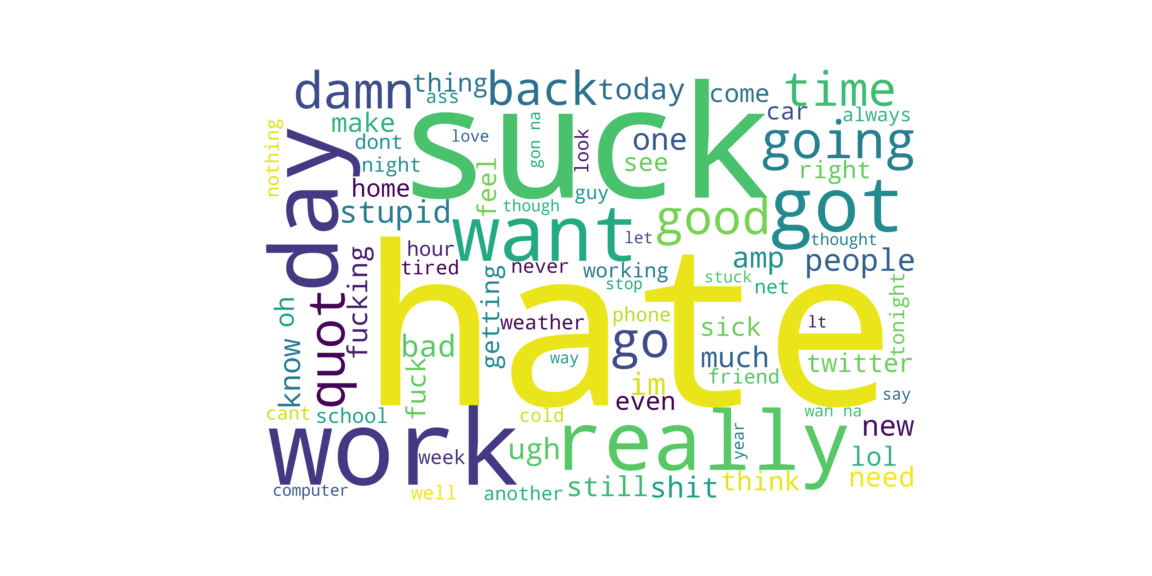 damn
thing
ass
back
today
come
time
car
always
nothing
day
make
dont
night
suck
love
gon na
look
one
see
going
right
home
feel
guy
stupid
though
want
let
good
got
thought
know oh
quot
fucking
hour
tired
getting
never
working
stop
amp
people
stuck
net
hate
weather
phone
sick
lt
tonight
bad
way
go
much
twitter
fuck
im
friend
even
say
cant
school
cold
wan na
new
work
week
ugh
really
year
lol
computer
well
another
still
shit
think
need